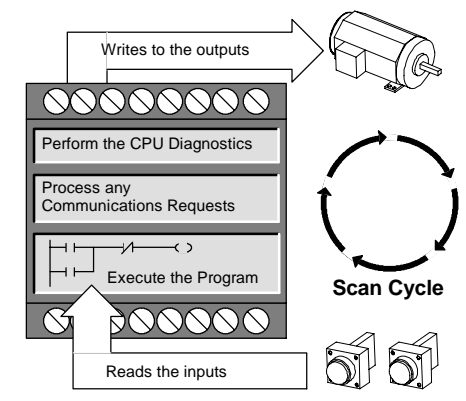 Writes to the outputs
Perform the CPU Diagnostics
Process any
Communications Requests
Execute the Program
Scan Cycle
Reads the inputs